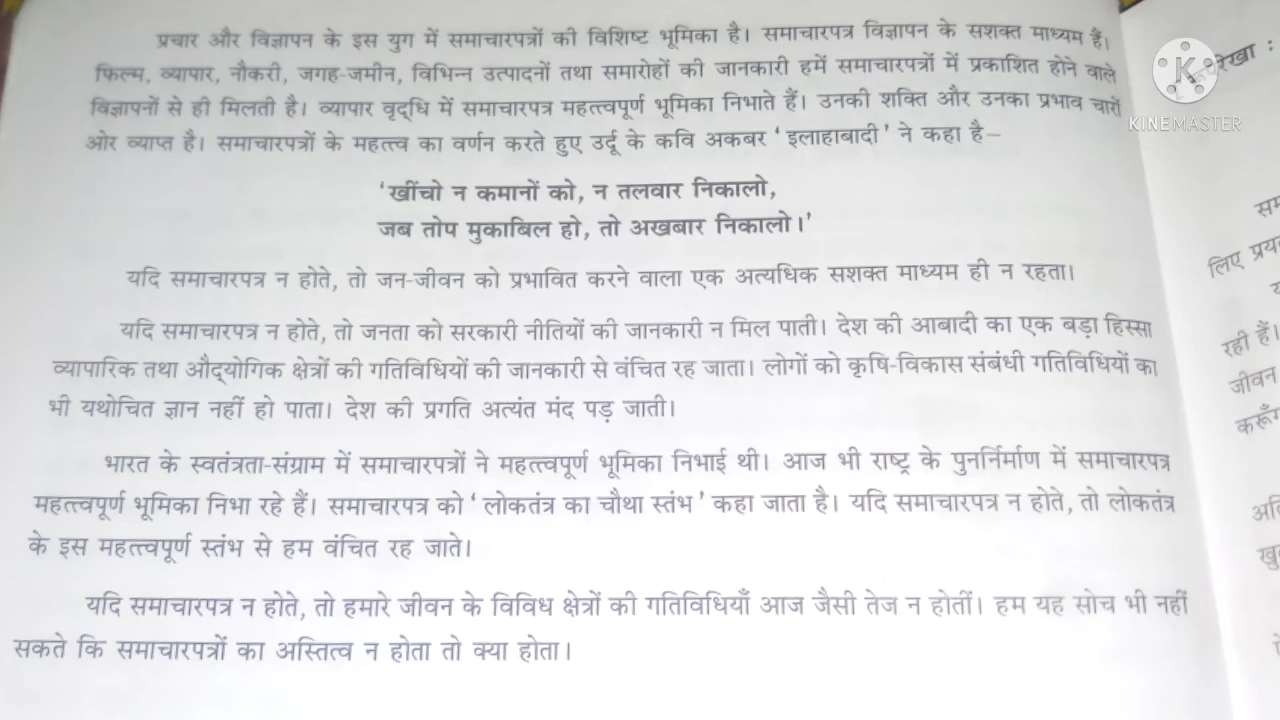 प्रचार और विज्ञापन के इस युग में समाचारपत्रों की विशिष्ट भूमिका है। समाचारपत्र विज्ञापन के सशक्त माध्यम हैं।
फिल्म, व्यापार, नौकरी, जगह-जमीन, विभिन्न उत्पादनों तथा समारोहों की जानकारी हमें समाचारपत्रों में प्रकाशित होने वाले
विज्ञापनों से ही मिलती है। व्यापार वृद्धि में समाचारपत्र महत्त्वपूर्ण भूमिका निभाते हैं। उनकी शक्ति और उनका प्रभाव चारों
ओर व्याप्त है। समाचारपत्रों के महत्त्व का वर्णन करते हुए उर्दू के कवि अकबर ‘इलाहाबादी’ ने कहा है–
‘खींचो न कमानों को, न तलवार निकालो,
जब तोप मुकाबिल हो, तो अखबार निकालो।’
यदि समाचारपत्र न होते, तो जन-जीवन को प्रभावित करने वाला एक अत्यधिक सशक्त माध्यम ही न रहता।
यदि समाचारपत्र न होते, तो जनता को सरकारी नीतियों की जानकारी न मिल पाती। देश की आबादी का एक बड़ा हिस्सा
व्यापारिक तथा औद्योगिक क्षेत्रों की गतिविधियों की जानकारी से वंचित रह जाता। लोगों को कृषि-विकास संबंधी गतिविधियों का
भी यथोचित ज्ञान नहीं हो पाता। देश की प्रगति अत्यंत मंद पड़ जाती।
भारत के स्वतंत्रता-संग्राम में समाचारपत्रों ने महत्त्वपूर्ण भूमिका निभाई थी। आज भी राष्ट्र के पुनर्निर्माण में समाचारपत्र
महत्त्वपूर्ण भूमिका निभा रहे हैं। समाचारपत्र को ‘लोकतंत्र का चौथा स्तंभ’ कहा जाता है। यदि समाचारपत्र न होते, तो लोकतंत्र
के इस महत्त्वपूर्ण स्तंभ से हम वंचित रह जाते।
यदि समाचारपत्र न होते, तो हमारे जीवन के विविध क्षेत्रों की गतिविधियाँ आज जैसी तेज न होतीं। हम यह सोच भी नहीं
सकते कि समाचारपत्रों का अस्तित्व न होता तो क्या होता।
K
KINEMASTER
लिए
रही हैं।
जीवन